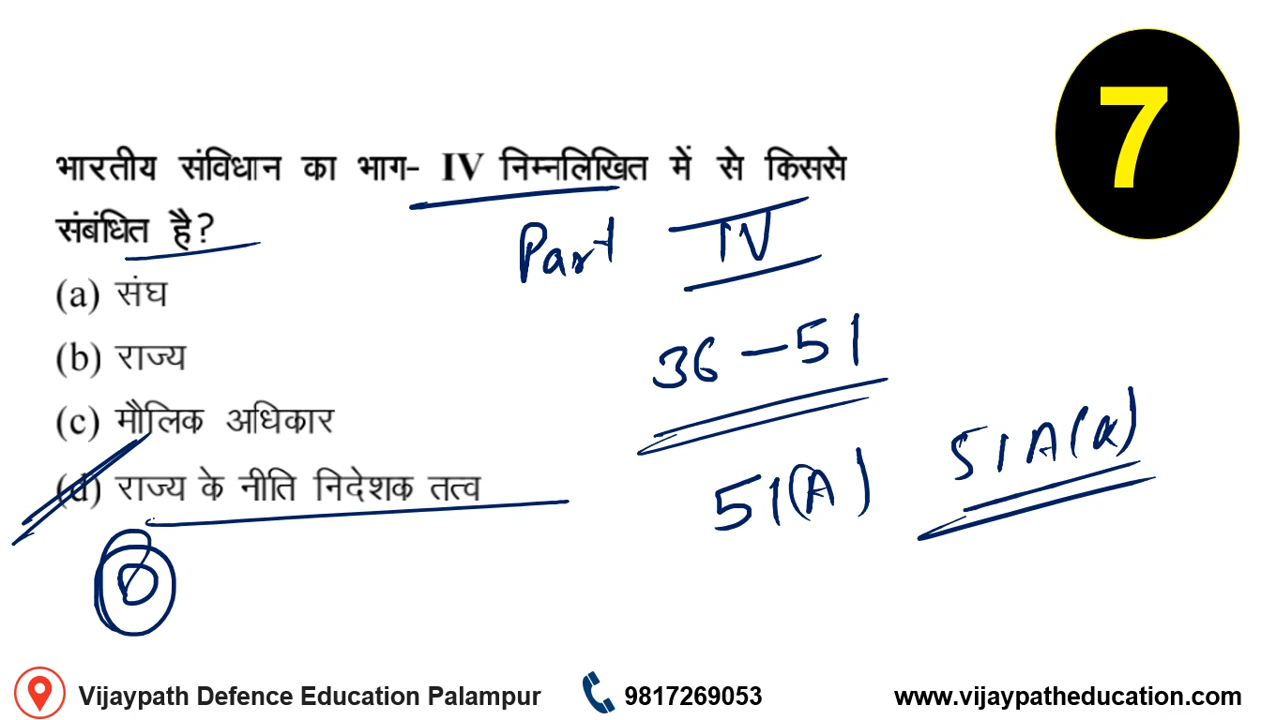 7
भारतीय संविधान का भाग- IV निम्नलिखित में से किससे
संबंधित है?
Part IV
(a) संघ
(b) राज्य
36 – 51
(c) मौलिक अधिकार
51A(a)
(d) राज्य के नीति निदेशक तत्व
51(A)
D
Vijaypath Defence Education Palampur 9817269053 www.vijaypatheducation.com